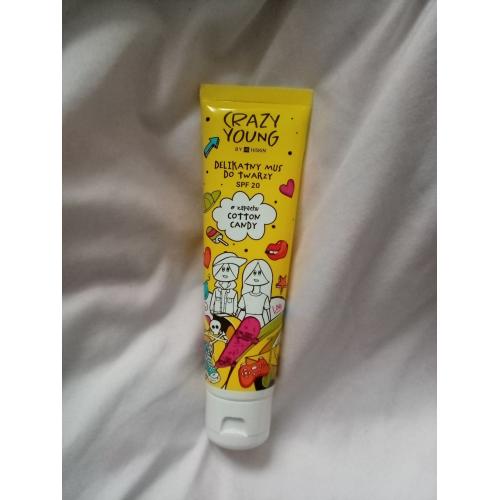 CRAZY
YOUNG
BY HISKIN
DELIKATNY MUS
DO TWARZY
SPF 20
o zapachu
COTTON
CANDY